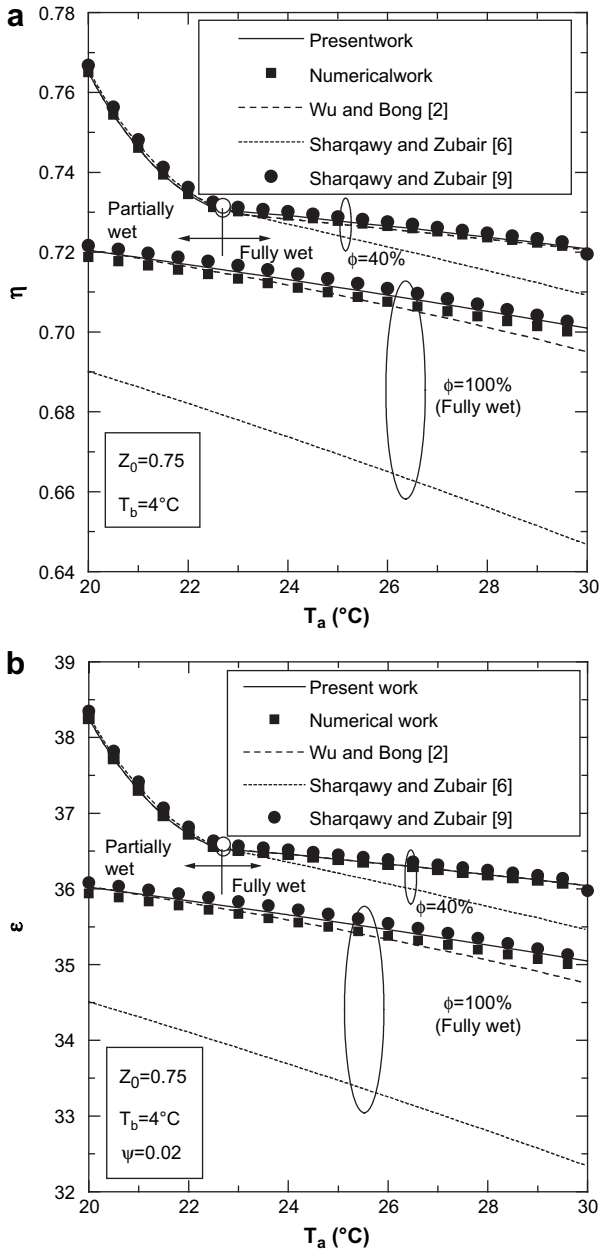 a
0.78
0.76
0.74
0.72
0.70
0.68
0.66
0.64
η
Presentwork
Numericalwork
Wu and Bong [2]
Sharqawy and Zubair [6]
Sharqawy and Zubair [9]
Partially
wet
Fully wet
ϕ=40%
ϕ=100%
(Fully wet)
Z0=0.75
Tb=4°C
20 22 24 26 28 30
Ta (°C)
b
39
38
37
36
35
34
33
32
ε
Present work
Numerical work
Wu and Bong [2]
Sharqawy and Zubair [6]
Sharqawy and Zubair [9]
Partially
wet
Fully wet
ϕ=40%
ϕ=100%
(Fully wet)
Z0=0.75
Tb=4°C
ψ=0.02
20 22 24 26 28 30
Ta (°C)